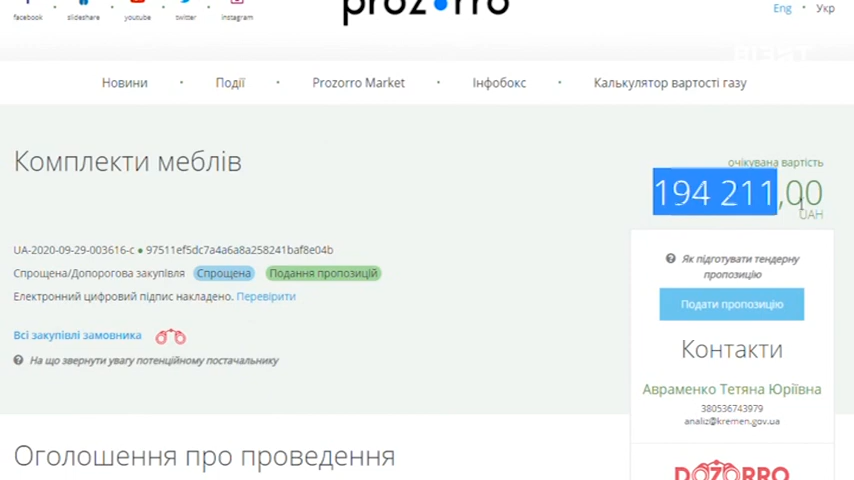 facebook · slideshare · youtube · twitter · instagram
prozorro
Eng · Укр
Новини · Події · Prozorro Market · Інфобокс · Калькулятор вартості газу
Комплекти меблів
очікувана вартість
194 211,00
UAH
UA-2020-09-29-003616-c ● 97511ef5dc7a4a6a8a258241baf8e04b
Спрощена/Допорогова закупівля Спрощена Подання пропозицій
Електронний цифровий підпис накладено. Перевірити
Всі закупівлі замовника
На що звернути увагу потенційному постачальнику
Як підготувати тендерну
пропозицію
Подати пропозицію
Контакти
Авраменко Тетяна Юріївна
380536743979
analiz@kremen.gov.ua
DOZORRO
Оголошення про проведення